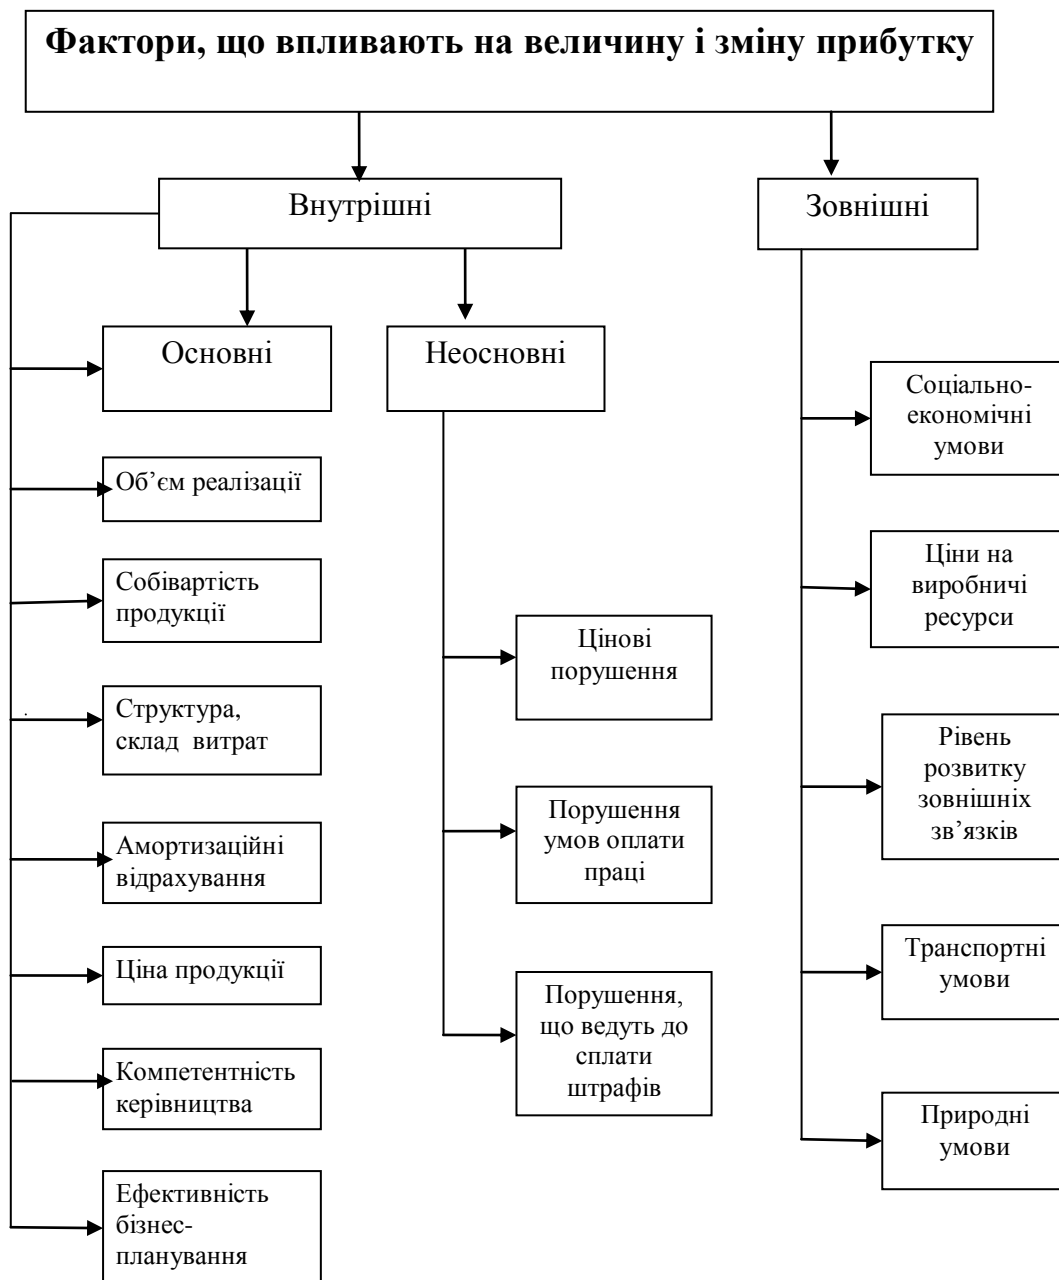 Фактори, що впливають на величину і зміну прибутку
Внутрішні
Зовнішні
Основні
Неосновні
Об’єм реалізації
Собівартість
продукції
Структура,
склад витрат
Амортизаційні
відрахування
Ціна продукції
Компетентність
керівництва
Ефективність
бізнес-
планування
Цінові
порушення
Порушення
умов оплати
праці
Порушення,
що ведуть до
сплати
штрафів
Соціально-
економічні
умови
Ціни на
виробничі
ресурси
Рівень
розвитку
зовнішніх
зв’язків
Транспортні
умови
Природні
умови